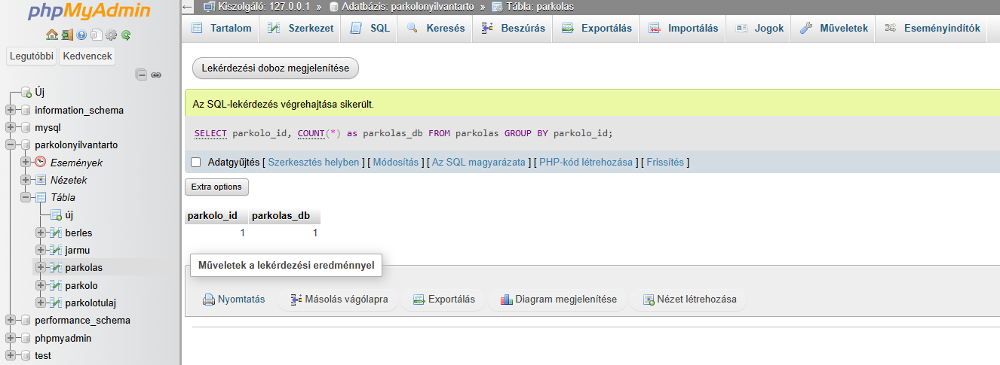 phpMyAdmin
Legutóbbi Kedvencek
Új
information_schema
mysql
parkolonyilvantarto
Események
Nézetek
Tábla
új
berles
jarmu
parkolas
parkolo
parkolotulaj
performance_schema
phpmyadmin
test
Kiszolgáló: 127.0.0.1 » Adatbázis: parkolonyilvantarto » Tábla: parkolas
Tartalom Szerkezet SQL Keresés Beszúrás Exportálás Importálás Jogok Műveletek Eseményindítók
Lekérdezési doboz megjelenítése
Az SQL-lekérdezés végrehajtása sikerült.
SELECT parkolo_id, COUNT(*) as parkolas_db FROM parkolas GROUP BY parkolo_id;
Adatgyűjtés [ Szerkesztés helyben ] [ Módosítás ] [ Az SQL magyarázata ] [ PHP-kód létrehozása ] [ Frissítés ]
Extra options
parkolo_id parkolas_db
1 1
Műveletek a lekérdezési eredménnyel
Nyomtatás Másolás vágólapra Exportálás Diagram megjelenítése Nézet létrehozása